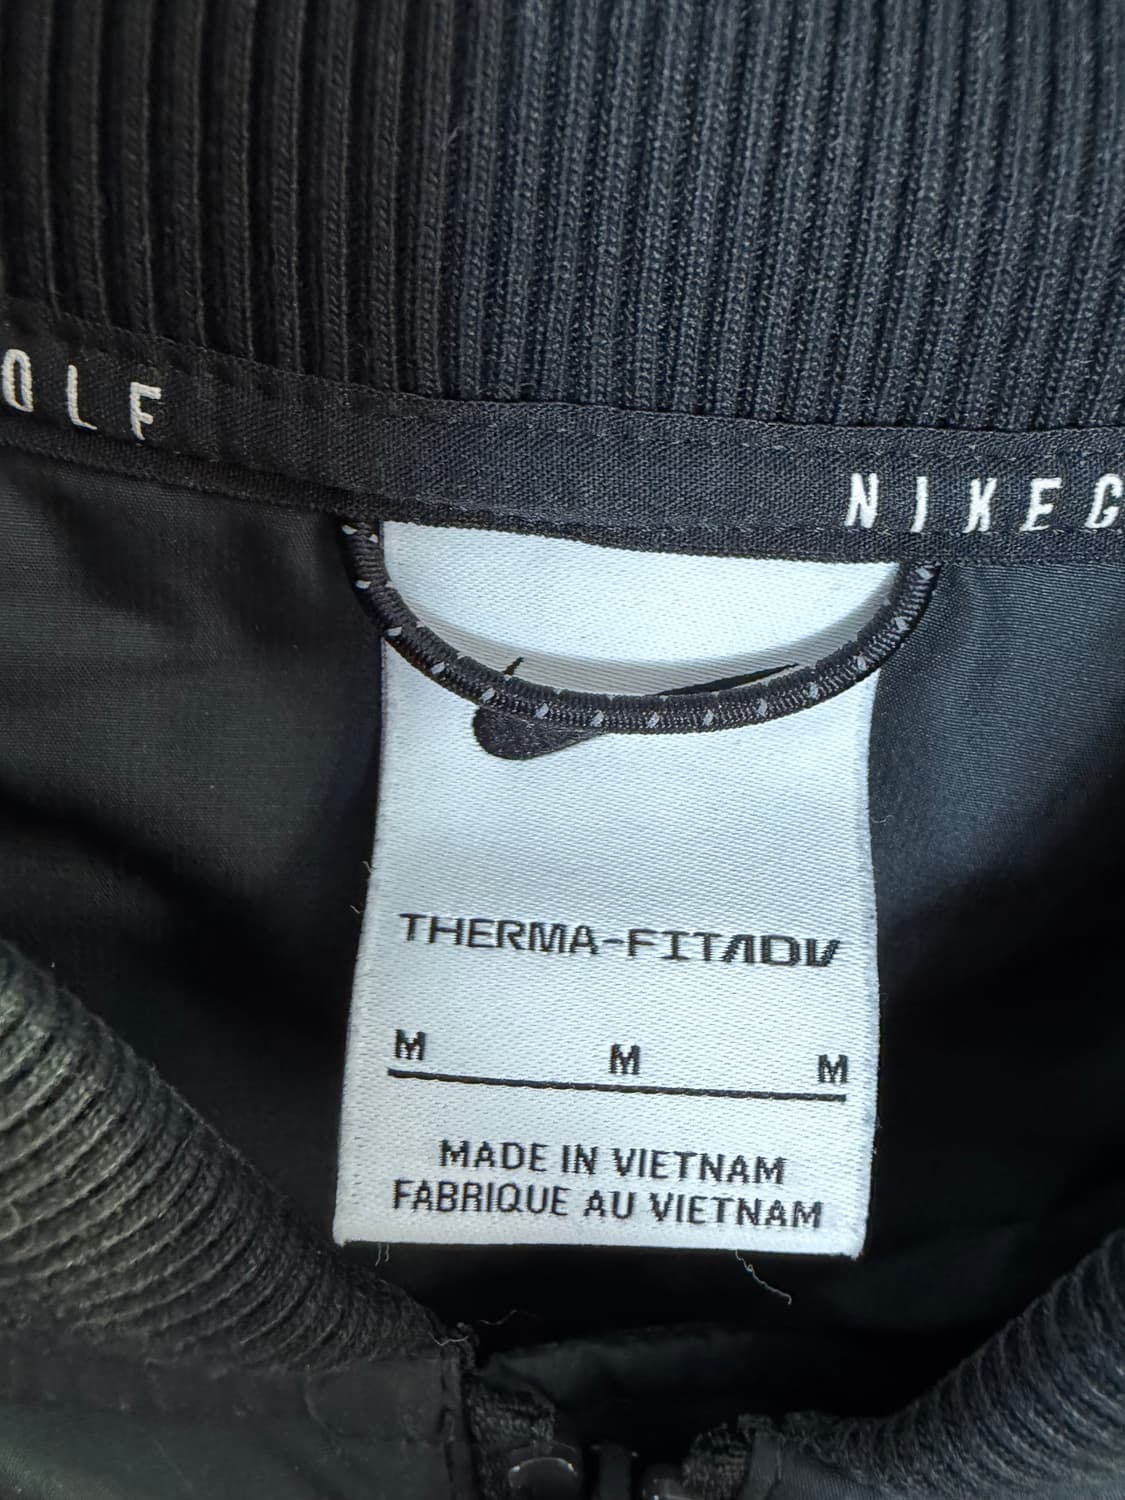 OLF
NIKEG
THERMA-FITADV
M M M
MADE IN VIETNAM
FABRIQUE AU VIETNAM